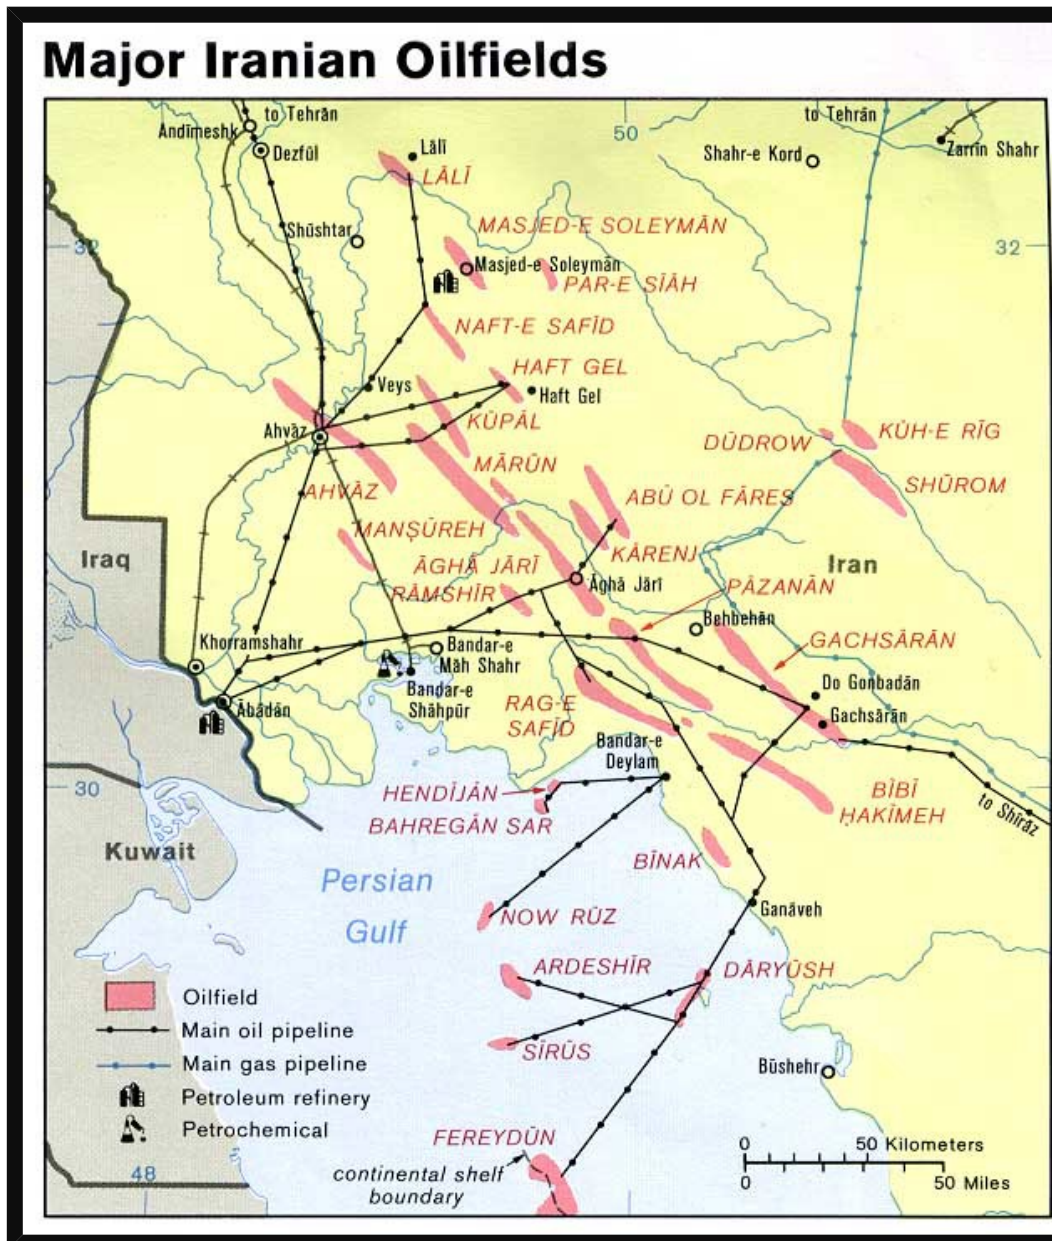 Major Iranian Oilfields
to Tehrān
50
to Tehrān
Andīmeshk
Dezfūl
Lālī
Shahr-e Kord
Zarrīn Shahr
LĀLĪ
Shūshtar
MASJED-E SOLEYMĀN
32
32
Masjed-e Soleymān
PAR-E SĪĀH
NAFT-E SAFĪD
HAFT GEL
Veys
Haft Gel
KŪPĀL
Ahvāz
DŪDROW
KŪH-E RĪG
MĀRŪN
SHŪROM
AHVĀZ
ABŪ OL FĀRES
MANṢŪREH
Iraq
KĀRENJ
ĀGHĀ JĀRĪ
Iran
Āghā Jārī
PĀZANĀN
RĀMSHĪR
Behbehān
Khorramshahr
GACHSĀRĀN
Bandar-e
Māh Shahr
Do Gonbadān
Bandar-e
Shāhpūr
RAG-E
SAFĪD
Ābādān
Gachsārān
Bandar-e
Deylam
30
HENDĪJĀN
BĪBĪ
ḤAKĪMEH
to Shīrāz
BAHREGĀN SAR
Kuwait
BĪNAK
Persian
Gulf
NOW RŪZ
Ganāveh
ARDESHĪR
DĀRYŪSH
Oilfield
Main oil pipeline
SĪRŪS
Main gas pipeline
Būshehr
Petroleum refinery
Petrochemical
FEREYDŪN
0 50 Kilometers
continental shelf
boundary
48
0 50 Miles